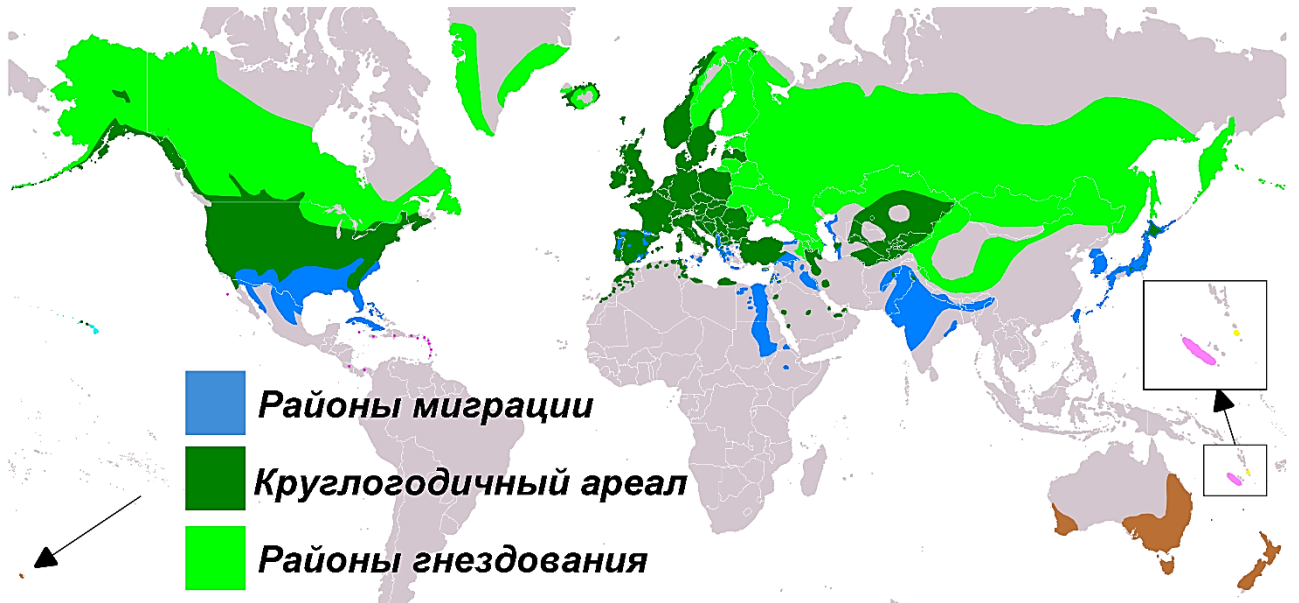 Районы миграции
Круглогодичный ареал
Районы гнездования